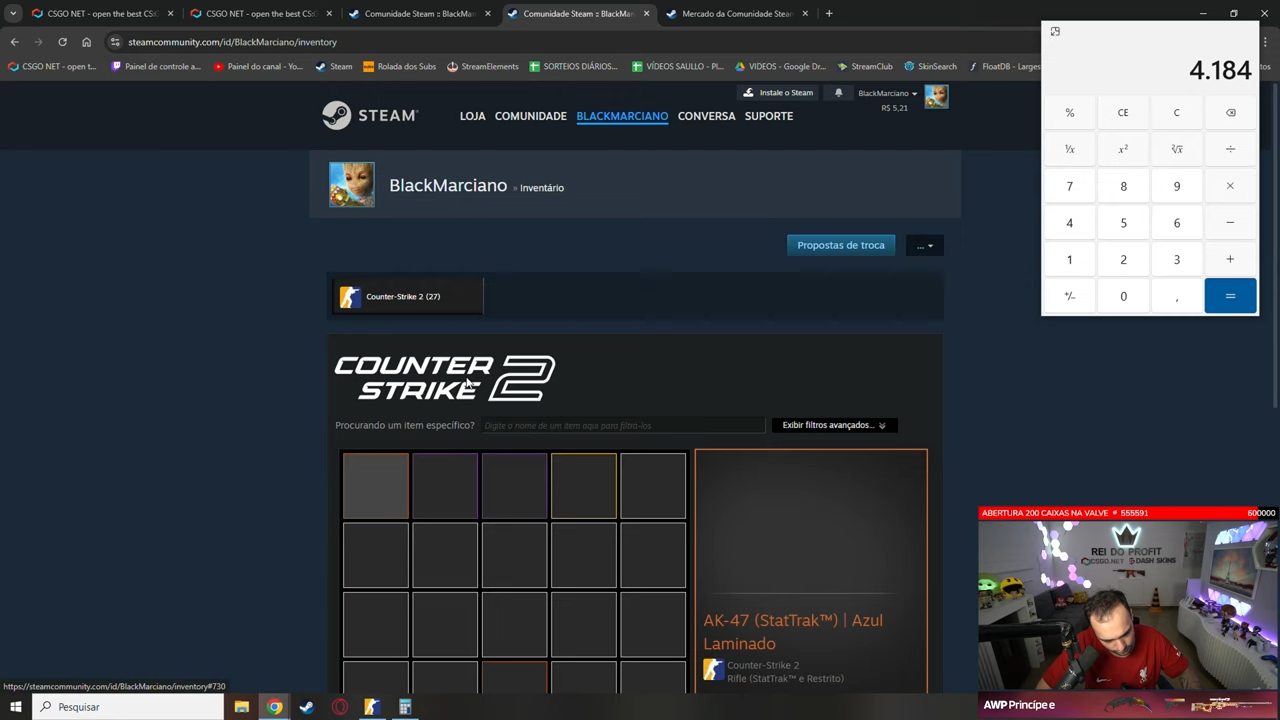 CSGO NET - open the best CS:
CSGO NET - open the best CS:
Comunidade Steam :: BlackMar
Comunidade Steam :: BlackMar
Mercado da Comunidade Steam
steamcommunity.com/id/BlackMarciano/inventory
CSGO NET - open t...
Painel de controle a...
Painel do canal - Yo...
Steam
Rolada dos Subs
StreamElements
SORTEIOS DIÁRIOS...
VÍDEOS SAULLO - Pl...
VIDEOS - Google Dr...
StreamClub
SkinSearch
FloatDB - Larges
STEAM
LOJA
COMUNIDADE
BLACKMARCIANO
CONVERSA
SUPORTE
Instale o Steam
BlackMarciano
R$ 5,21
BlackMarciano
» Inventário
Propostas de troca
...
Counter-Strike 2 (27)
COUNTER
STRIKE 2
Procurando um item específico?
Digite o nome de um item aqui para filtrá-los
Exibir filtros avançados...
AK-47 (StatTrak™) | Azul
Laminado
Counter-Strike 2
Rifle (StatTrak™ e Restrito)
4.184
% CE C
¹/x x² ²√x ÷
7 8 9 ×
4 5 6 −
1 2 3 +
+/− 0 , =
ABERTURA 200 CAIXAS NA VALVE
555591
600000
REI DO PROFIT
CSGO.NET DASH SKINS
AWP Príncipe e
https://steamcommunity.com/id/BlackMarciano/inventory#730
Pesquisar